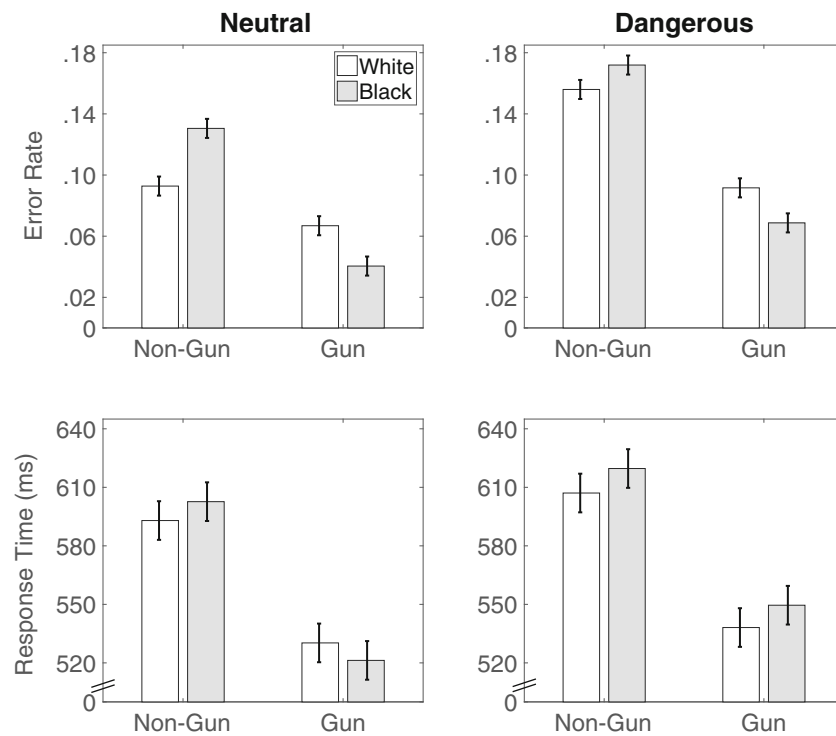 Neutral
Dangerous
Error Rate
.18
.14
.10
.06
.02
0
White
Black
Non-Gun
Gun
.18
.14
.10
.06
.02
0
Non-Gun
Gun
Response Time (ms)
640
610
580
550
520
0
Non-Gun
Gun
640
610
580
550
520
0
Non-Gun
Gun